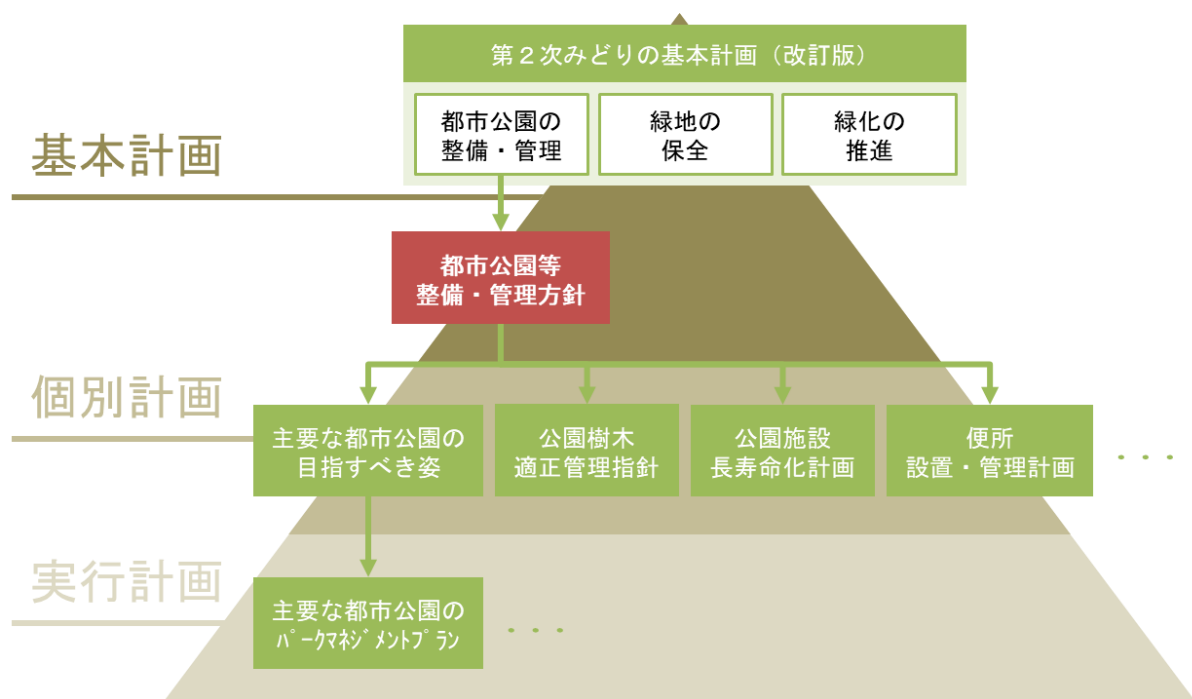 第２次みどりの基本計画（改訂版）
都市公園の
整備・管理
緑地の
保全
緑化の
推進
基本計画
都市公園等
整備・管理方針
個別計画
主要な都市公園の
目指すべき姿
公園樹木
適正管理指針
公園施設
長寿命化計画
便所
設置・管理計画
・・・
実行計画
主要な都市公園の
ﾊﾟｰｸﾏﾈｼﾞﾒﾝﾄﾌﾟﾗﾝ
・・・